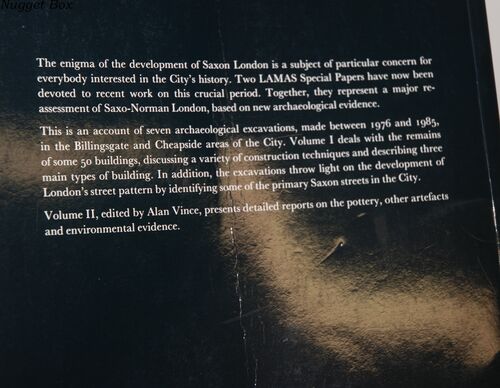 Nugget Box
The enigma of the development of Saxon London is a subject of particular concern for
everybody interested in the City's history. Two LAMAS Special Papers have now been
devoted to recent work on this crucial period. Together, they represent a major re-
assessment of Saxo-Norman London, based on new archaeological evidence.
This is an account of seven archaeological excavations, made between 1976 and 1985,
in the Billingsgate and Cheapside areas of the City. Volume I deals with the remains
of some 50 buildings, discussing a variety of construction techniques and describing three
main types of building. In addition, the excavations throw light on the development of
London's street pattern by identifying some of the primary Saxon streets in the City.
Volume II, edited by Alan Vince, presents detailed reports on the pottery, other artefacts
and environmental evidence.